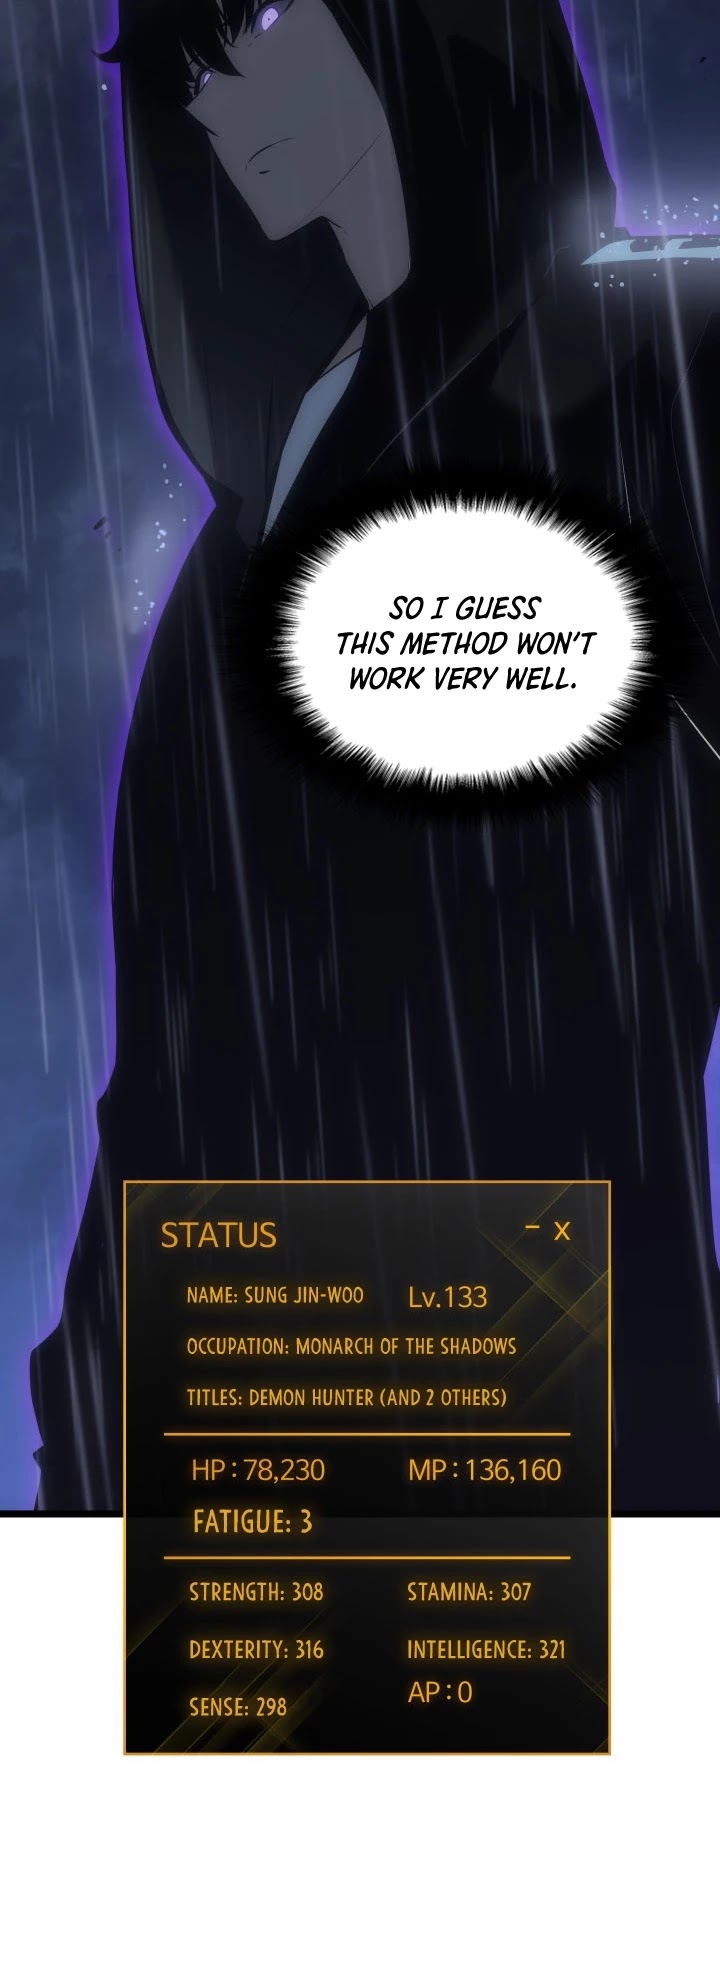 SO I GUESS
THIS METHOD WON'T
WORK VERY WELL.
STATUS - X
NAME: SUNG JIN-WOO Lv.133
OCCUPATION: MONARCH OF THE SHADOWS
TITLES: DEMON HUNTER (AND 2 OTHERS)
HP : 78,230 MP : 136,160
FATIGUE: 3
STRENGTH: 308 STAMINA: 307
DEXTERITY: 316 INTELLIGENCE: 321
SENSE: 298 AP : 0